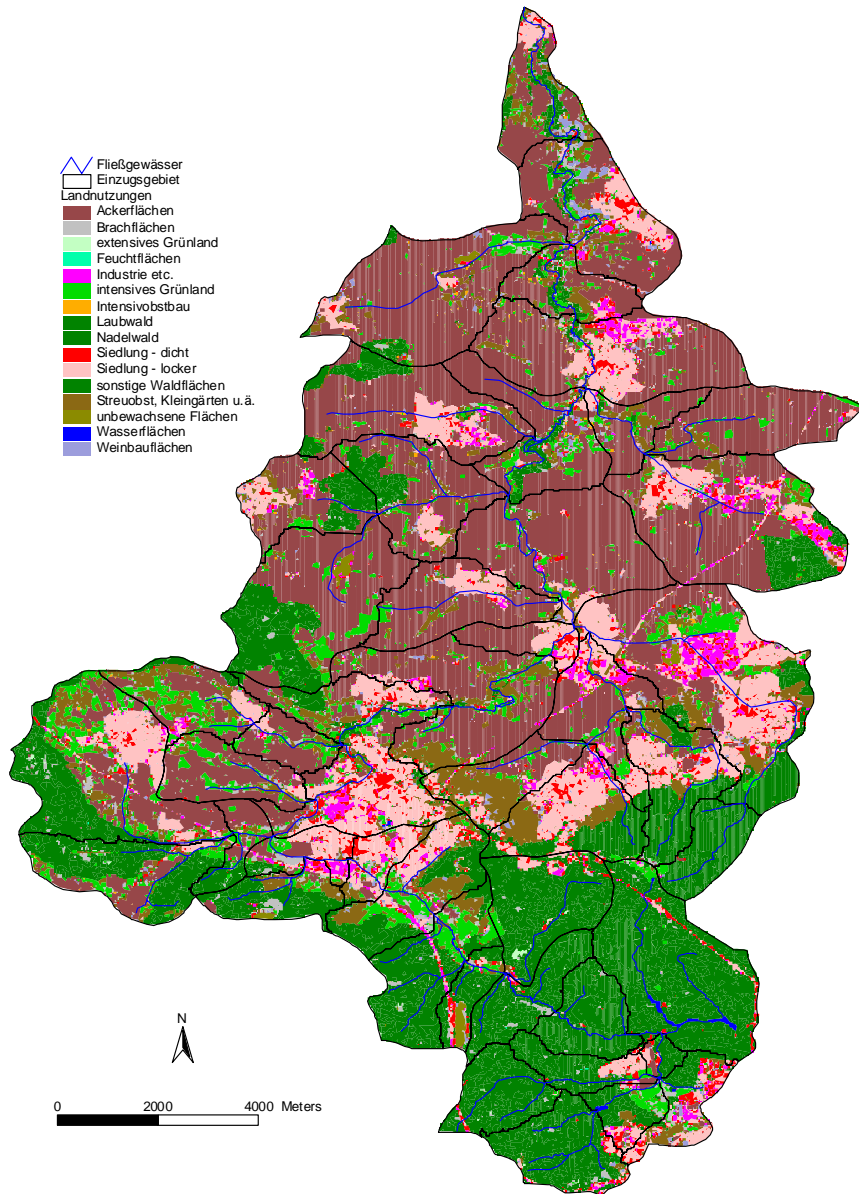 Fließgewässer
Einzugsgebiet
Landnutzungen
Ackerflächen
Brachflächen
extensives Grünland
Feuchtflächen
Industrie etc.
intensives Grünland
Intensivobstbau
Laubwald
Nadelwald
Siedlung - dicht
Siedlung - locker
sonstige Waldflächen
Streuobst, Kleingärten u.ä.
unbewachsene Flächen
Wasserflächen
Weinbauflächen
N
0 2000 4000 Meters